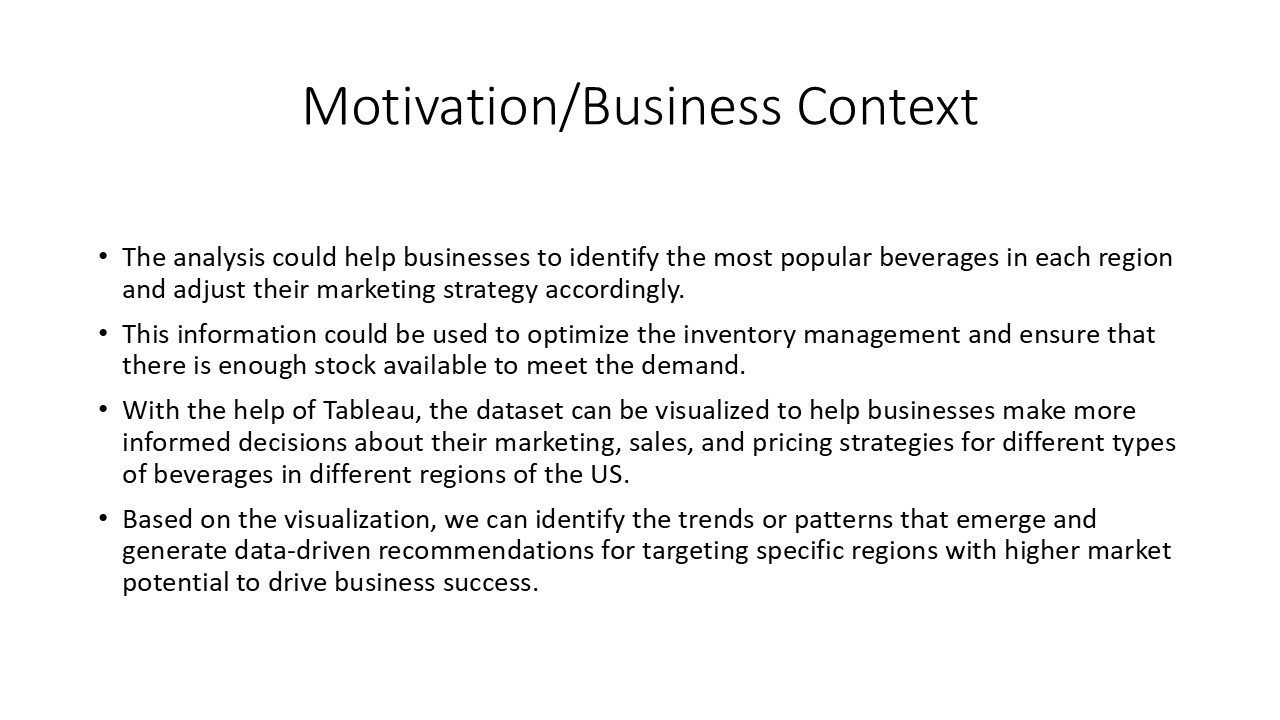 Motivation/Business Context
• The analysis could help businesses to identify the most popular beverages in each region
and adjust their marketing strategy accordingly.
• This information could be used to optimize the inventory management and ensure that
there is enough stock available to meet the demand.
• With the help of Tableau, the dataset can be visualized to help businesses make more
informed decisions about their marketing, sales, and pricing strategies for different types
of beverages in different regions of the US.
• Based on the visualization, we can identify the trends or patterns that emerge and
generate data-driven recommendations for targeting specific regions with higher market
potential to drive business success.